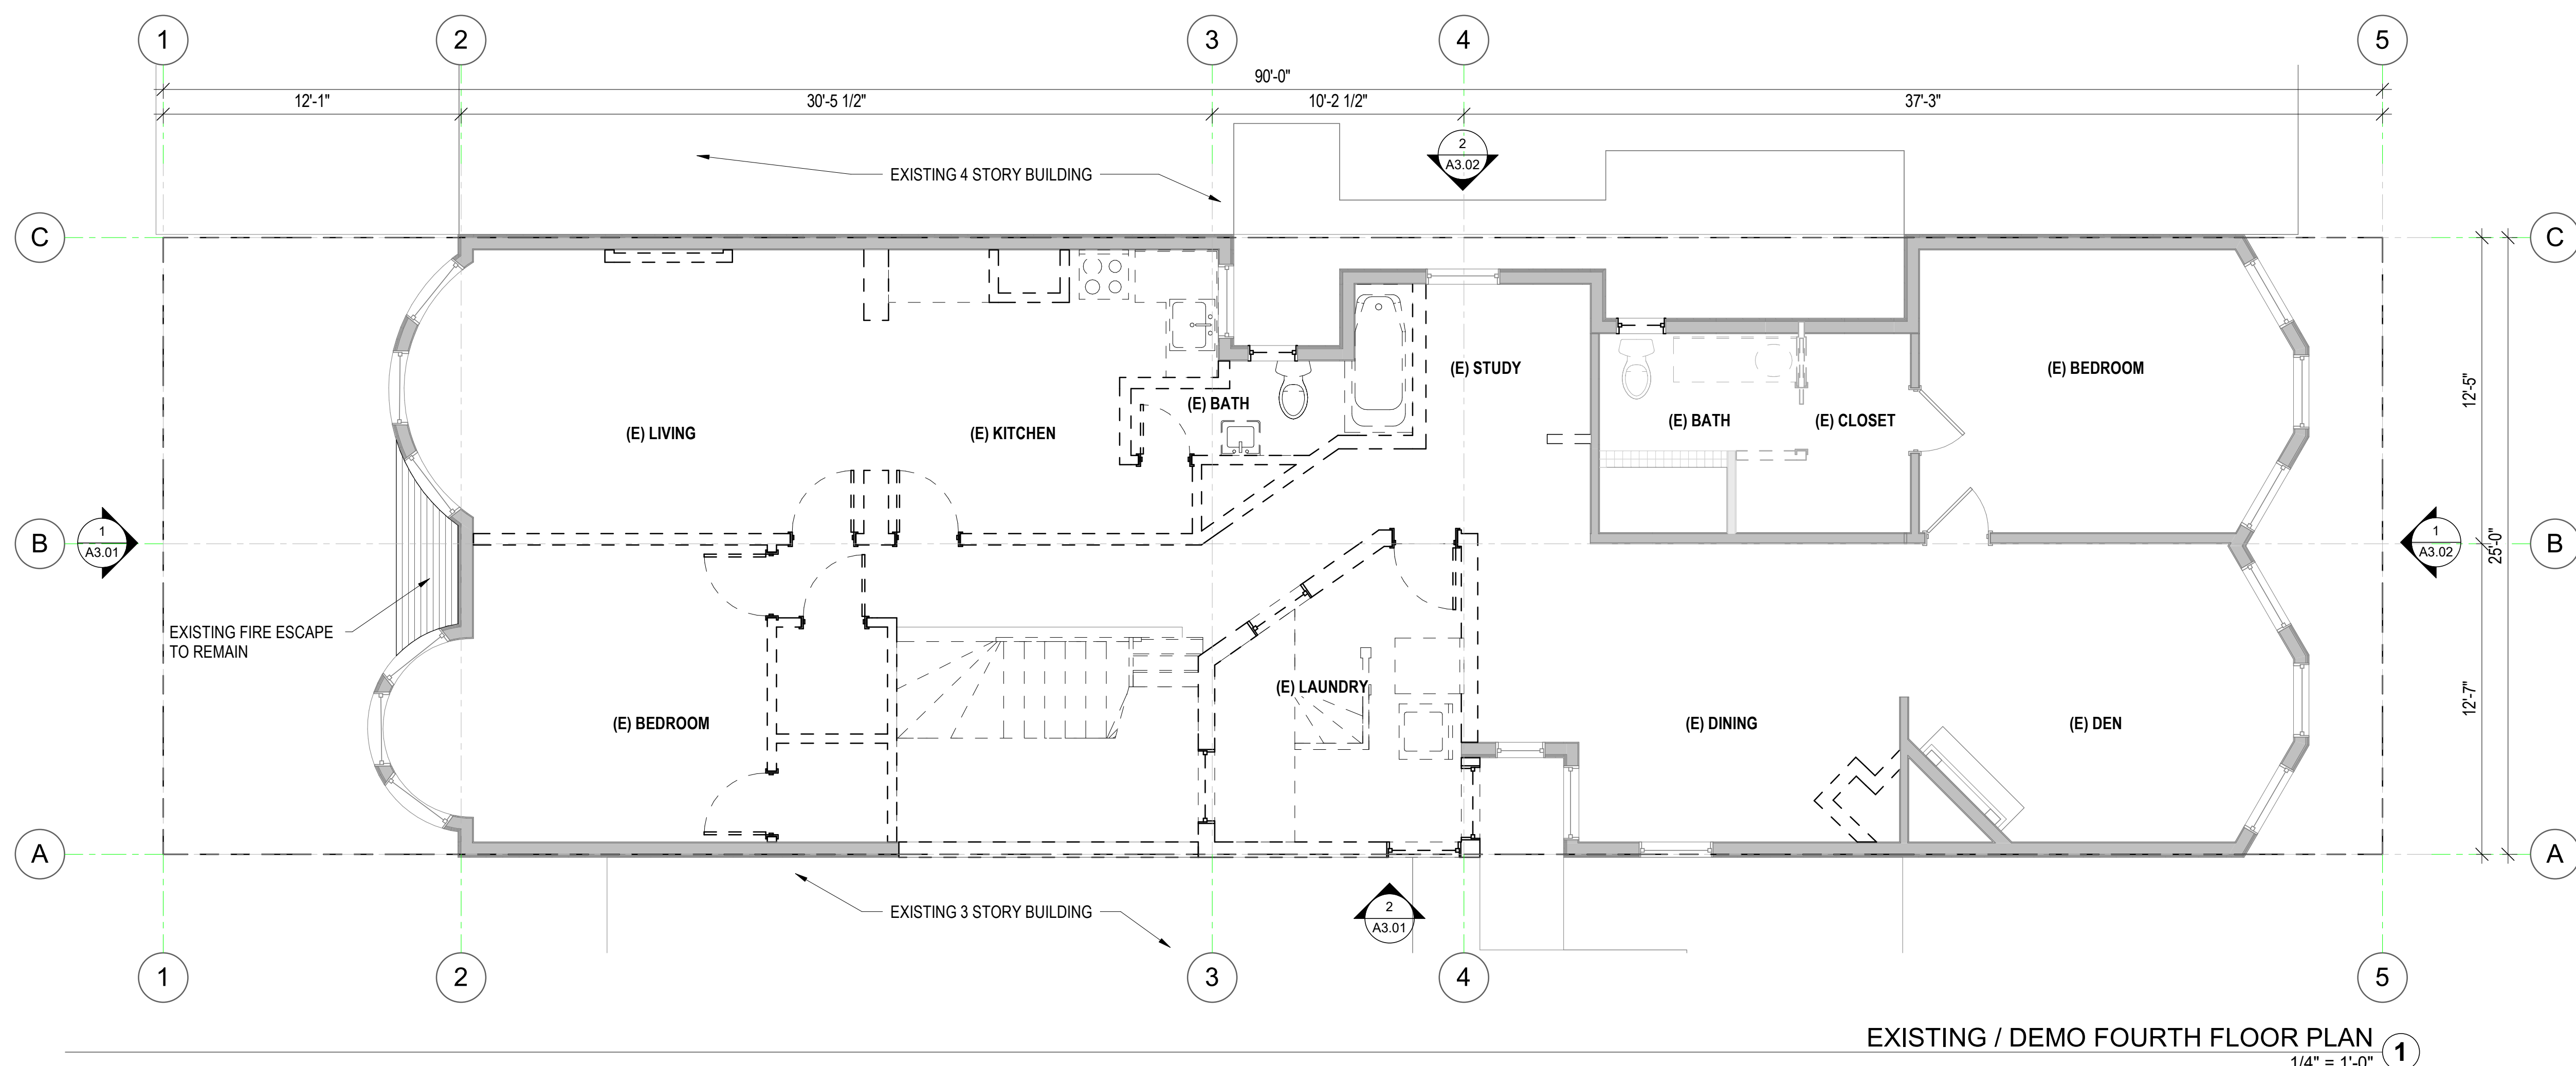 1
2
3
4
5
90'-0"
12'-1"
30'-5 1/2"
10'-2 1/2"
37'-3"
2
A3.02
EXISTING 4 STORY BUILDING
C
C
(E) STUDY
(E) BEDROOM
12'-5"
(E) BATH
(E) LIVING
(E) KITCHEN
(E) BATH
(E) CLOSET
B
1
A3.01
1
A3.02
25'-0"
B
EXISTING FIRE ESCAPE
TO REMAIN
(E) LAUNDRY
(E) BEDROOM
(E) DINING
(E) DEN
12'-7"
A
A
EXISTING 3 STORY BUILDING
2
A3.01
1
2
3
4
5
EXISTING / DEMO FOURTH FLOOR PLAN
1
1/4" = 1'-0"